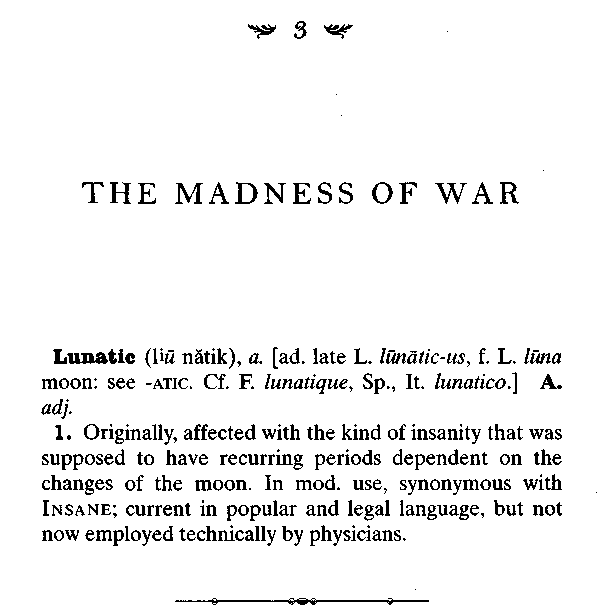 3
THE MADNESS OF WAR
Lunatic (liū nătik), a. [ad. late L. lūnātic-us, f. L. lūna
moon: see -ATIC. Cf. F. lunatique, Sp., It. lunatico.] A.
adj.
1. Originally, affected with the kind of insanity that was
supposed to have recurring periods dependent on the
changes of the moon. In mod. use, synonymous with
INSANE; current in popular and legal language, but not
now employed technically by physicians.